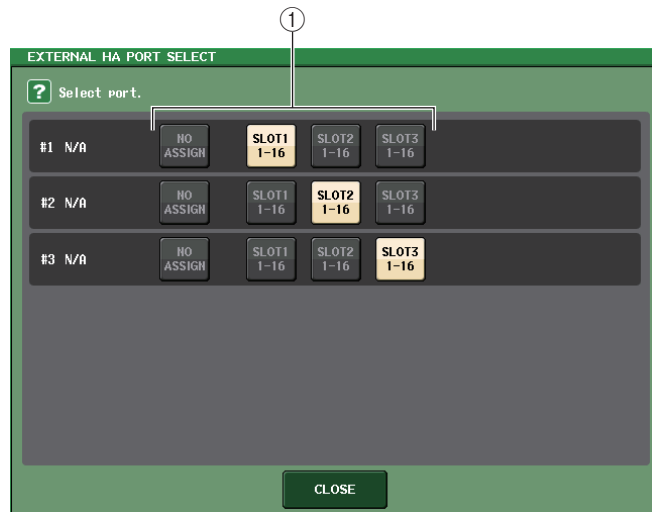 ①
EXTERNAL HA PORT SELECT
? Select port.
#1 N/A NO ASSIGN SLOT1 1-16 SLOT2 1-16 SLOT3 1-16
#2 N/A NO ASSIGN SLOT1 1-16 SLOT2 1-16 SLOT3 1-16
#3 N/A NO ASSIGN SLOT1 1-16 SLOT2 1-16 SLOT3 1-16
CLOSE